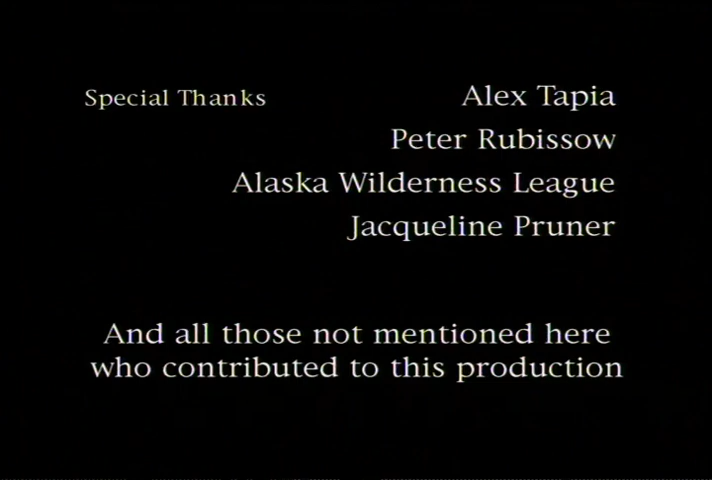 Special Thanks Alex Tapia
Peter Rubissow
Alaska Wilderness League
Jacqueline Pruner
And all those not mentioned here
who contributed to this production